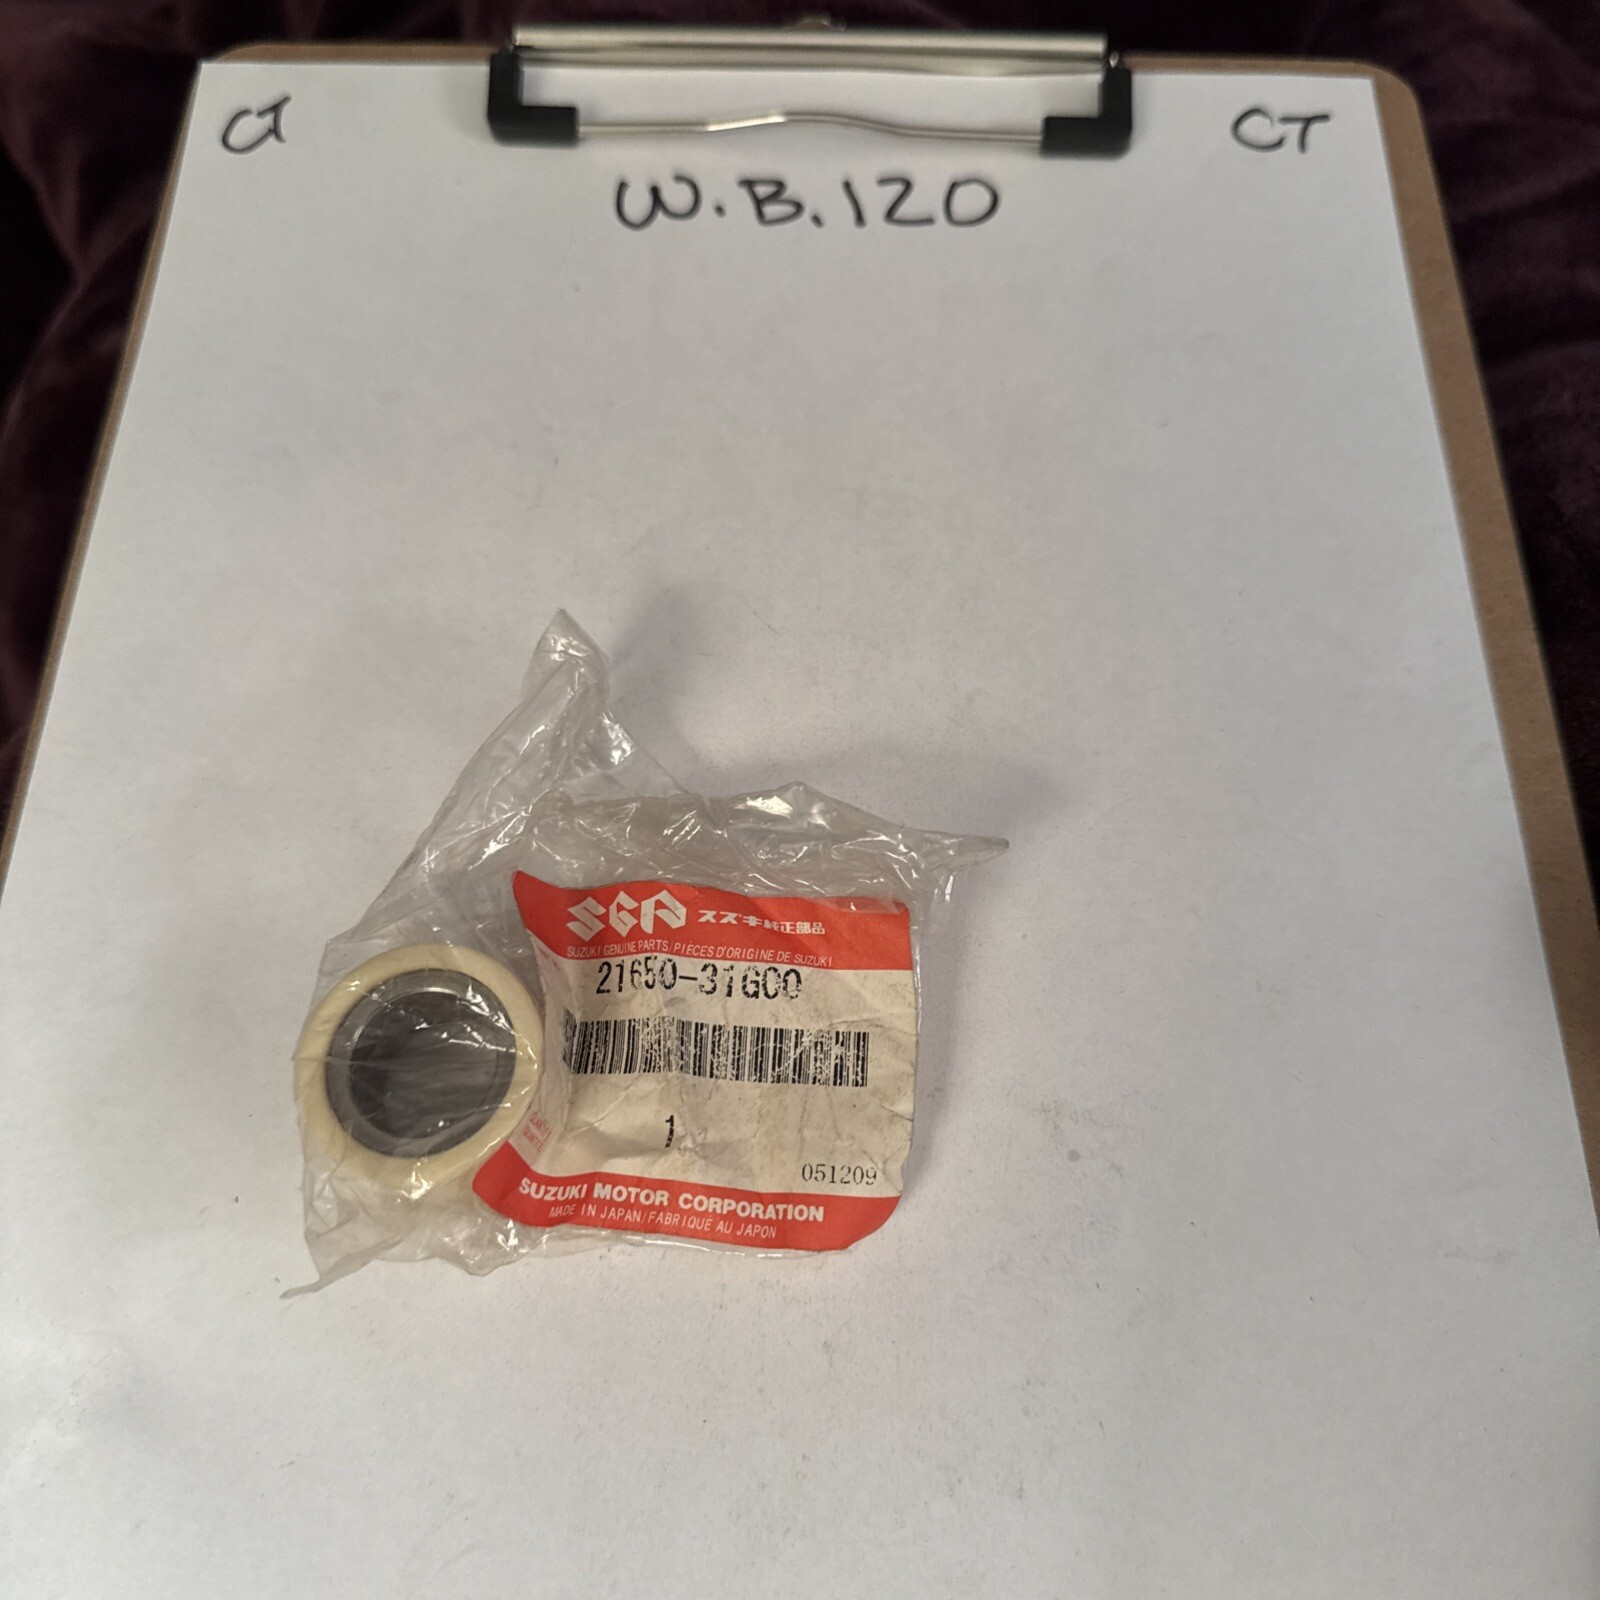 CT
CT
W.B.120
SGP スズキ純正部品
SUZUKI GENUINE PARTS/PIÈCES D'ORIGINE DE SUZUKI
21650-31G00
1
051209
SUZUKI MOTOR CORPORATION
MADE IN JAPAN/FABRIQUÉ AU JAPON